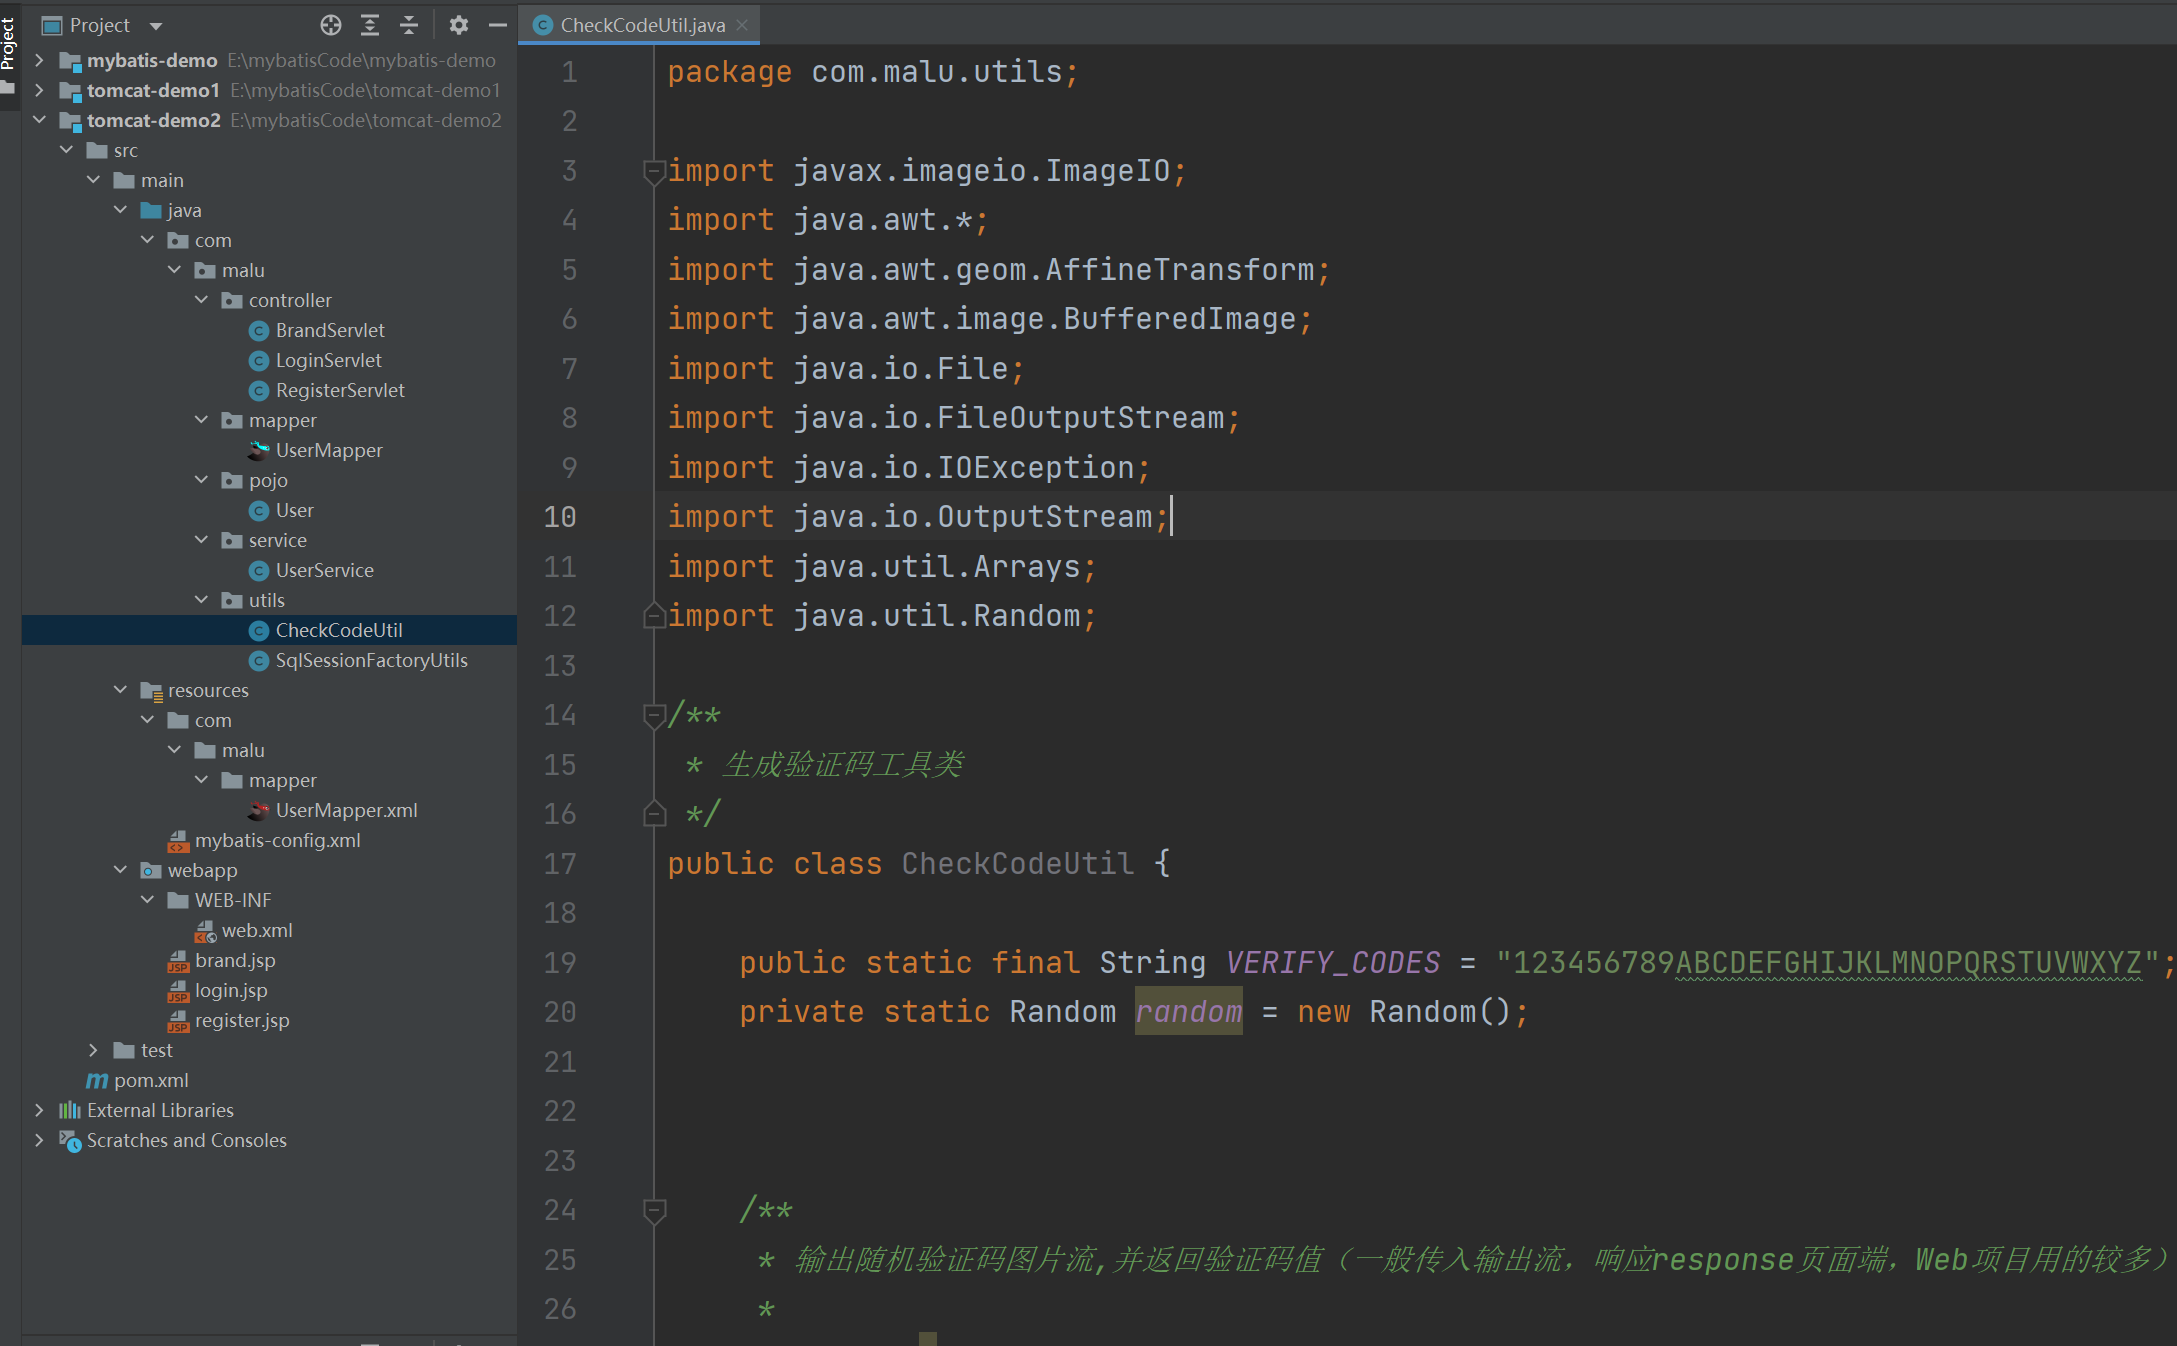 Project
Project
mybatis-demo E:\mybatisCode\mybatis-demo
tomcat-demo1 E:\mybatisCode\tomcat-demo1
tomcat-demo2 E:\mybatisCode\tomcat-demo2
src
main
java
com
malu
controller
BrandServlet
LoginServlet
RegisterServlet
mapper
UserMapper
pojo
User
service
UserService
utils
CheckCodeUtil
SqlSessionFactoryUtils
resources
com
malu
mapper
UserMapper.xml
mybatis-config.xml
webapp
WEB-INF
web.xml
brand.jsp
login.jsp
register.jsp
test
pom.xml
External Libraries
Scratches and Consoles
CheckCodeUtil.java
1 package com.malu.utils;
2
3 import javax.imageio.ImageIO;
4 import java.awt.*;
5 import java.awt.geom.AffineTransform;
6 import java.awt.image.BufferedImage;
7 import java.io.File;
8 import java.io.FileOutputStream;
9 import java.io.IOException;
10 import java.io.OutputStream;
11 import java.util.Arrays;
12 import java.util.Random;
13
14 /**
15  * 生成验证码工具类
16  */
17 public class CheckCodeUtil {
18
19     public static final String VERIFY_CODES = "123456789ABCDEFGHIJKLMNOPQRSTUVWXYZ";
20     private static Random random = new Random();
21
22
23
24     /**
25      * 输出随机验证码图片流,并返回验证码值（一般传入输出流，响应response页面端，Web项目用的较多）
26      *